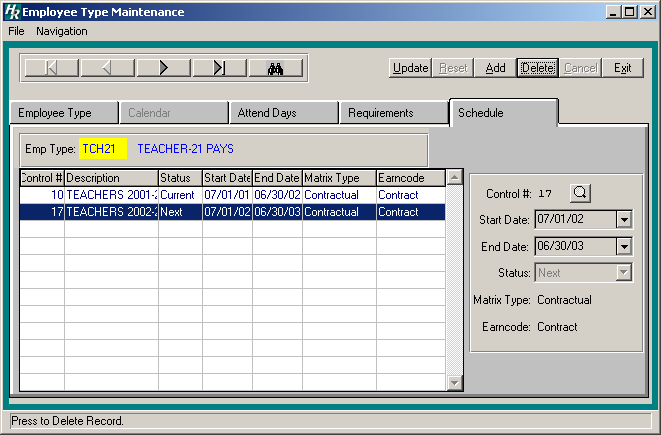 HR Employee Type Maintenance
File Navigation
Update Reset Add Delete Cancel Exit
Employee Type Calendar Attend Days Requirements Schedule
Emp Type: TCH21 TEACHER-21 PAYS
Control # Description Status Start Date End Date Matrix Type Earncode
10 TEACHERS 2001-2 Current 07/01/01 06/30/02 Contractual Contract
17 TEACHERS 2002-2 Next 07/01/02 06/30/03 Contractual Contract
Control #: 17
Start Date: 07/01/02
End Date: 06/30/03
Status: Next
Matrix Type: Contractual
Earncode: Contract
Press to Delete Record.